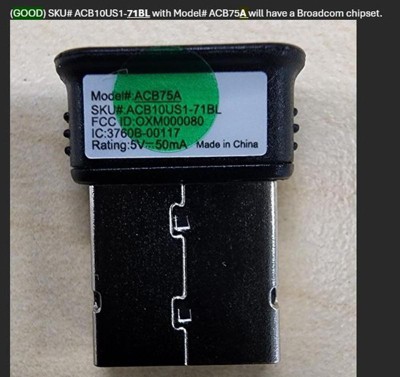 (GOOD) SKU# ACB10US1-71BL with Model# ACB75A will have a Broadcom chipset.
Model#:ACB75A
SKU#:ACB10US1-71BL
FCC ID:OXM000080
IC:3760B-00117
Rating:5V⎓50mA Made in China